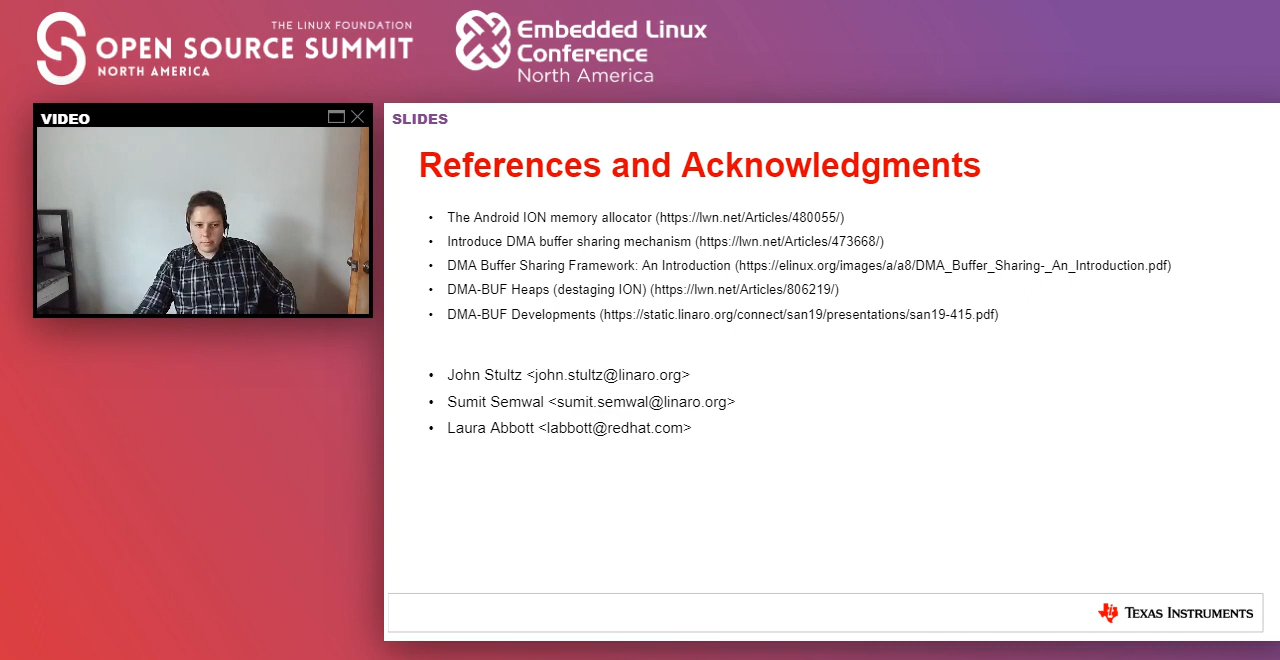 THE LINUX FOUNDATION
OPEN SOURCE SUMMIT
NORTH AMERICA
Embedded Linux
Conference
North America
VIDEO
SLIDES
References and Acknowledgments
• The Android ION memory allocator (https://lwn.net/Articles/480055/)
• Introduce DMA buffer sharing mechanism (https://lwn.net/Articles/473668/)
• DMA Buffer Sharing Framework: An Introduction (https://elinux.org/images/a/a8/DMA_Buffer_Sharing-_An_Introduction.pdf)
• DMA-BUF Heaps (destaging ION) (https://lwn.net/Articles/806219/)
• DMA-BUF Developments (https://static.linaro.org/connect/san19/presentations/san19-415.pdf)
• John Stultz <john.stultz@linaro.org>
• Sumit Semwal <sumit.semwal@linaro.org>
• Laura Abbott <labbott@redhat.com>
TEXAS INSTRUMENTS